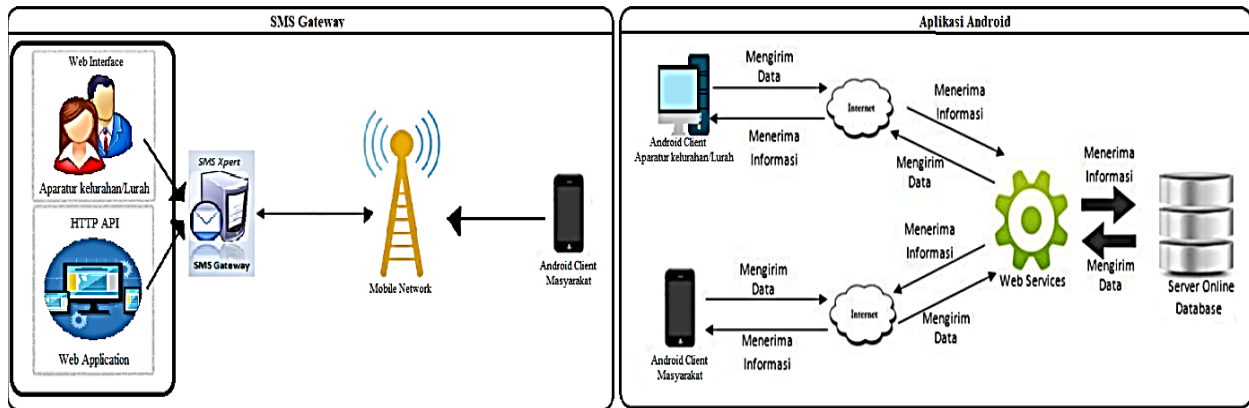 SMS Gateway
Web Interface
Aparatur kelurahan/Lurah
HTTP API
Web Application
SMS Xpert
SMS Gateway
Mobile Network
Android Client
Masyarakat
Aplikasi Android
Android Client
Aparatur kelurahan/Lurah
Mengirim
Data
Menerima
Informasi
Internet
Menerima
Informasi
Mengirim
Data
Android Client
Masyarakat
Mengirim
Data
Menerima
Informasi
Internet
Menerima
Informasi
Mengirim
Data
Web Services
Menerima
Informasi
Mengirim
Data
Server Online
Database